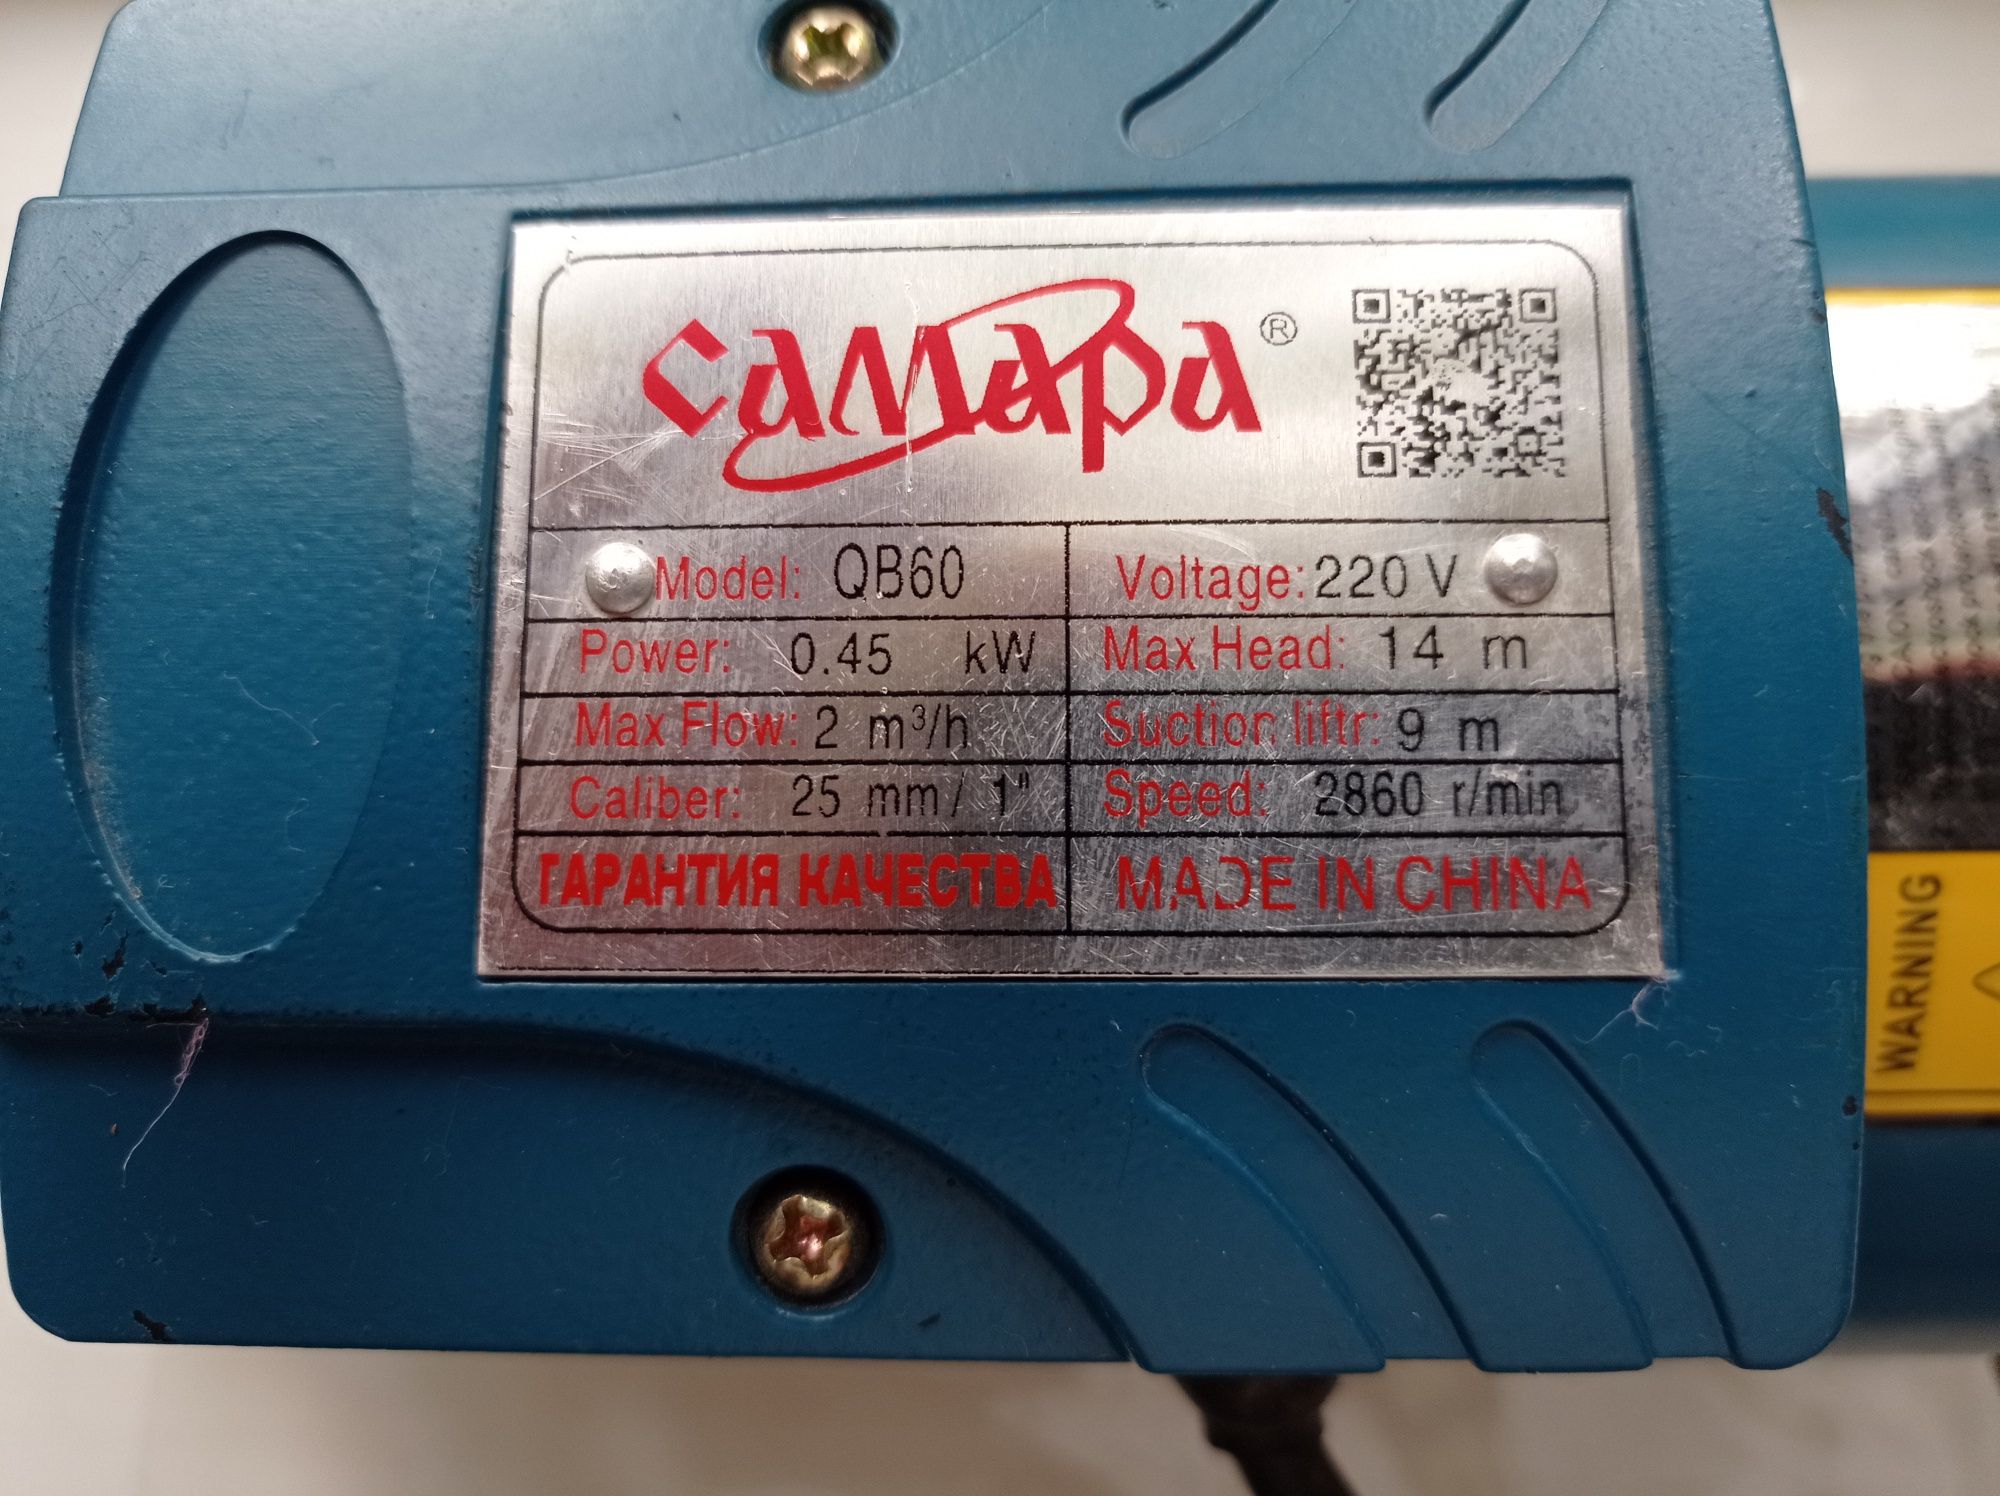 самара ®
Model: QB60 Voltage: 220 V
Power: 0.45 kW Max Head: 14 m
Max Flow: 2 m³/h Suction liftr: 9 m
Caliber: 25 mm/ 1" Speed: 2860 r/min
ГАРАНТИЯ КАЧЕСТВА MADE IN CHINA
WARNING